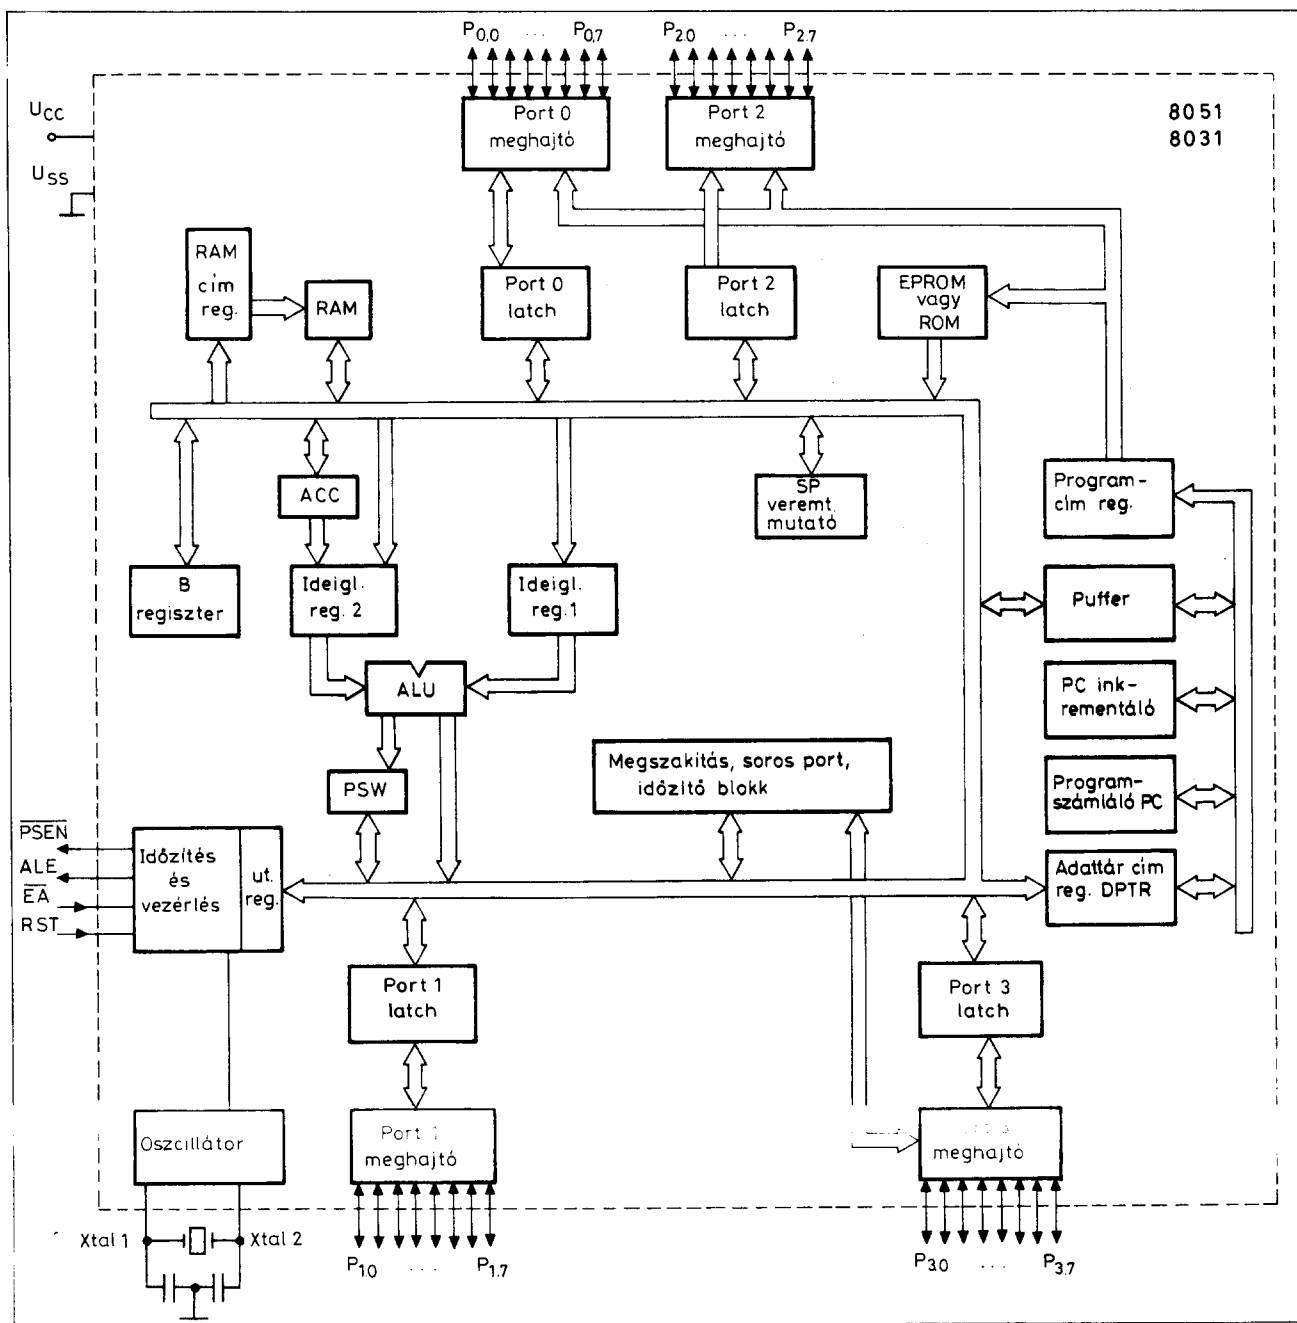 P0,0 ... P0,7
P2.0 ... P2.7
UCC
USS
8051
8031
Port 0
meghajtó
Port 2
meghajtó
RAM
cím
reg.
RAM
Port 0
latch
Port 2
latch
EPROM
vagy
ROM
ACC
SP
veremt.
mutató
Program-
cím reg.
B
regiszter
Ideigl.
reg. 2
Ideigl.
reg. 1
Puffer
ALU
PC ink-
rementáló
PSW
Megszakítás, soros port,
időzítő blokk
Program-
számláló PC
PSEN
ALE
EA
RST
Időzítés
és
vezérlés
ut.
reg.
Adattár cím
reg. DPTR
Port 1
latch
Port 3
latch
Oszcillátor
Port 1
meghajtó
meghajtó
Xtal 1
Xtal 2
P1.0 ... P1.7
P3.0 ... P3.7